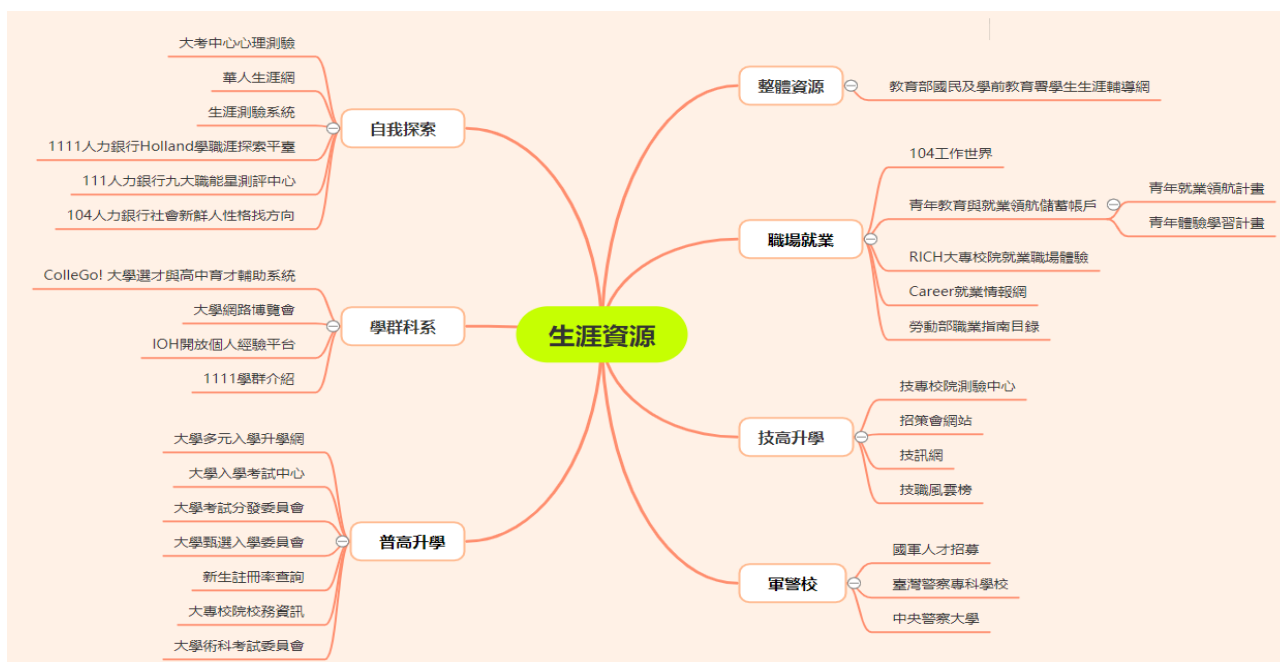 生涯資源
自我探索
大考中心心理測驗
華人生涯網
生涯測驗系統
1111人力銀行Holland學職涯探索平臺
111人力銀行九大職能星測評中心
104人力銀行社會新鮮人性格找方向
學群科系
ColleGo! 大學選才與高中育才輔助系統
大學網路博覽會
IOH開放個人經驗平台
1111學群介紹
普高升學
大學多元入學升學網
大學入學考試中心
大學考試分發委員會
大學甄選入學委員會
新生註冊率查詢
大專校院校務資訊
大學術科考試委員會
整體資源
教育部國民及學前教育署學生生涯輔導網
職場就業
104工作世界
青年教育與就業領航儲蓄帳戶
青年就業領航計畫
青年體驗學習計畫
RICH大專校院就業職場體驗
Career就業情報網
勞動部職業指南目錄
技高升學
技專校院測驗中心
招策會網站
技訊網
技職風雲榜
軍警校
國軍人才招募
臺灣警察專科學校
中央警察大學